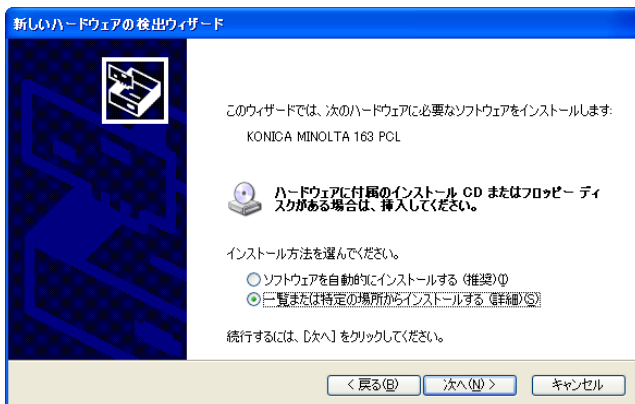 新しいハードウェアの検出ウィザード
このウィザードでは、次のハードウェアに必要なソフトウェアをインストールします:
KONICA MINOLTA 163 PCL
ハードウェアに付属のインストール CD またはフロッピー ディ
スクがある場合は、挿入してください。
インストール方法を選んでください。
ソフトウェアを自動的にインストールする (推奨)(I)
一覧または特定の場所からインストールする (詳細)(S)
続行するには、[次へ] をクリックしてください。
< 戻る(B)
次へ(N) >
キャンセル